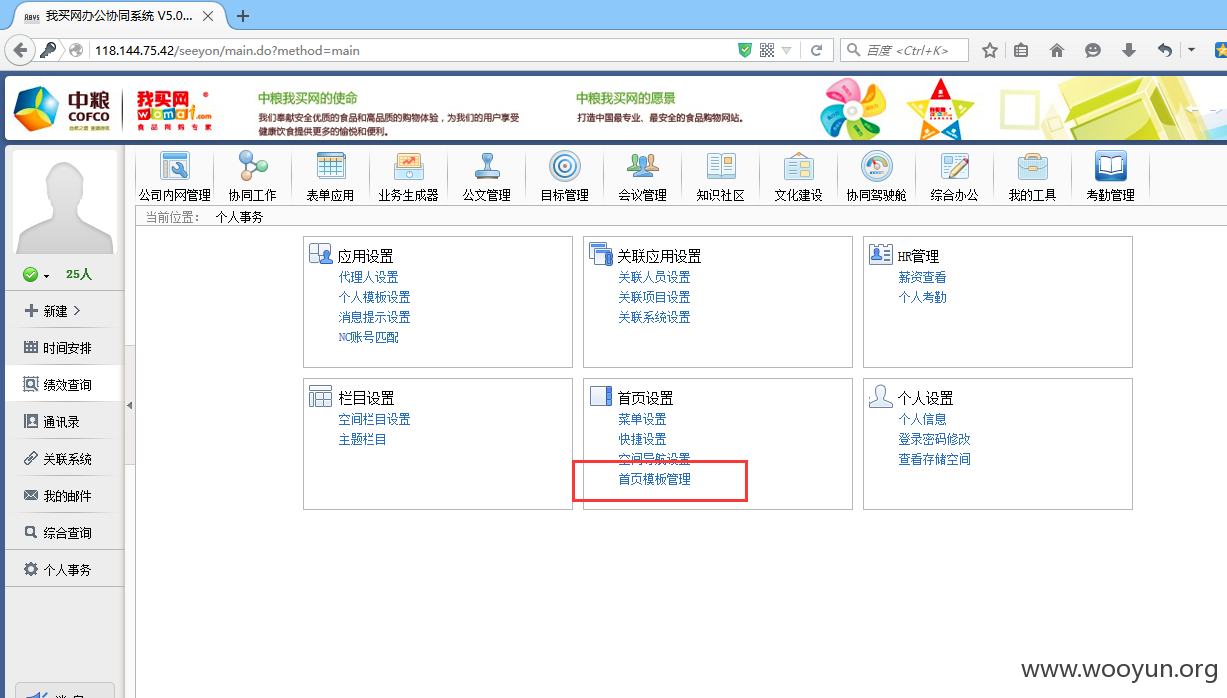 我买网办公协同系统 V5.0...
118.144.75.42/seeyon/main.do?method=main
百度 <Ctrl+K>
中粮
COFCO
自然之源 重塑你我
我买网
womai.com
食品网购专家
中粮我买网的使命
我们奉献安全优质的食品和高品质的购物体验，为我们的用户享受
健康饮食提供更多的愉悦和便利。
中粮我买网的愿景
打造中国最专业、最安全的食品购物网站。
公司内网管理
协同工作
表单应用
业务生成器
公文管理
目标管理
会议管理
知识社区
文化建设
协同驾驶舱
综合办公
我的工具
考勤管理
当前位置： 个人事务
25人
新建
时间安排
绩效查询
通讯录
关联系统
我的邮件
综合查询
个人事务
应用设置
代理人设置
个人模板设置
消息提示设置
NC账号匹配
关联应用设置
关联人员设置
关联项目设置
关联系统设置
HR管理
薪资查看
个人考勤
栏目设置
空间栏目设置
主题栏目
首页设置
菜单设置
快捷设置
空间导航设置
首页模板管理
个人设置
个人信息
登录密码修改
查看存储空间
www.wooyun.org